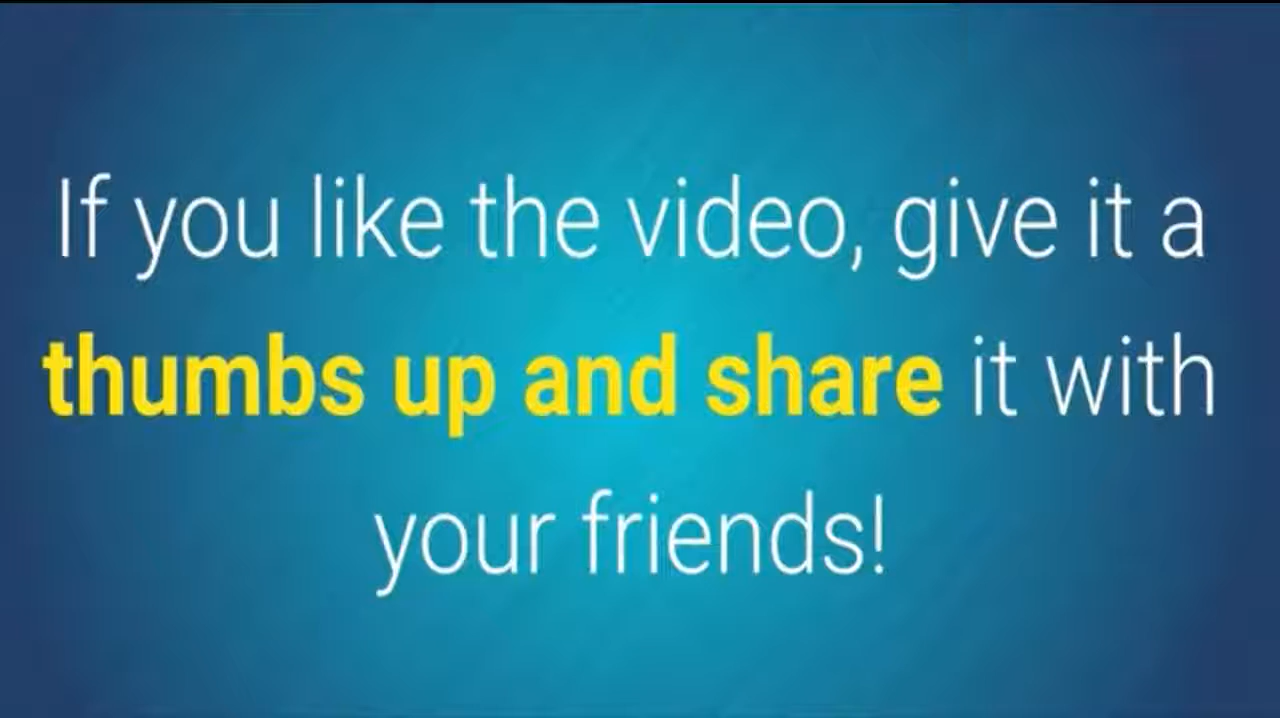 If you like the video, give it a
thumbs up and share it with
your friends!